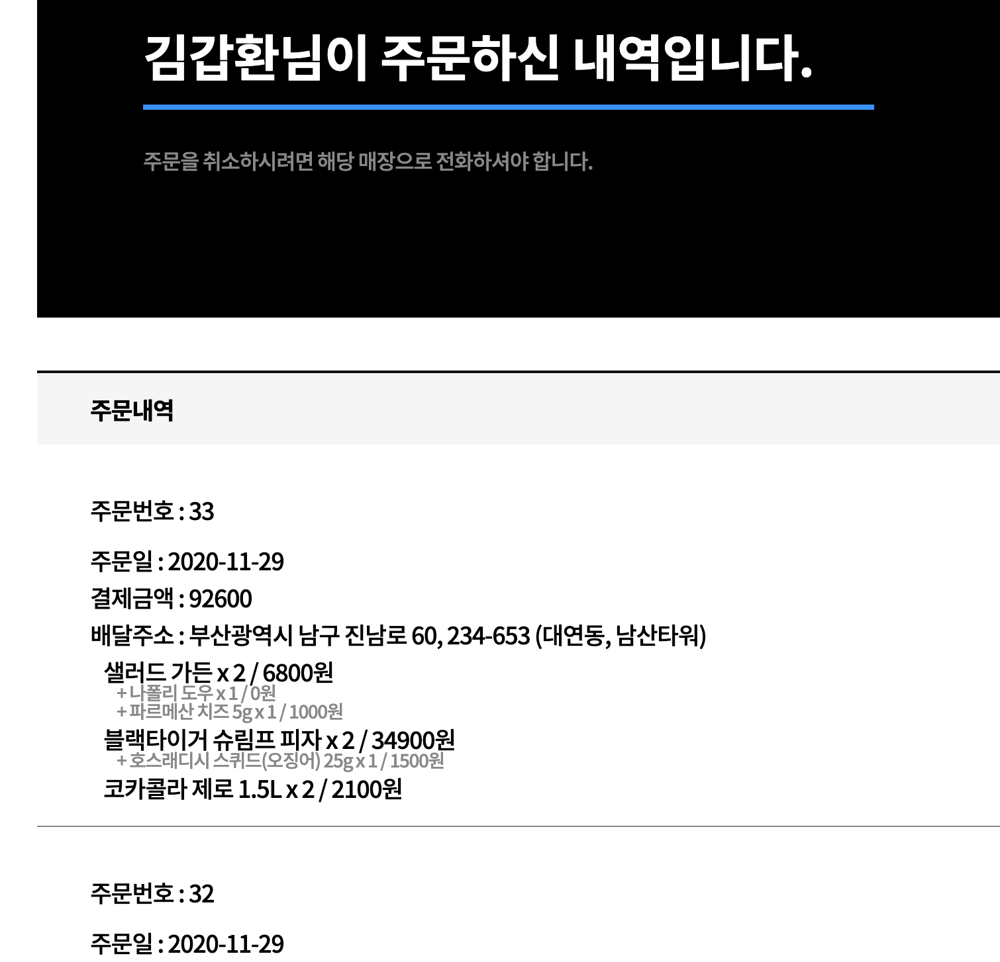 김갑환님이 주문하신 내역입니다.
주문을 취소하시려면 해당 매장으로 전화하셔야 합니다.
주문내역
주문번호 : 33
주문일 : 2020-11-29
결제금액 : 92600
배달주소 : 부산광역시 남구 진남로 60, 234-653 (대연동, 남산타워)
샐러드 가든 x 2 / 6800원
+ 나폴리 도우 x 1 / 0원
+ 파르메산 치즈 5g x 1 / 1000원
블랙타이거 슈림프 피자 x 2 / 34900원
+ 호스래디시 스퀴드(오징어) 25g x 1 / 1500원
코카콜라 제로 1.5L x 2 / 2100원
주문번호 : 32
주문일 : 2020-11-29